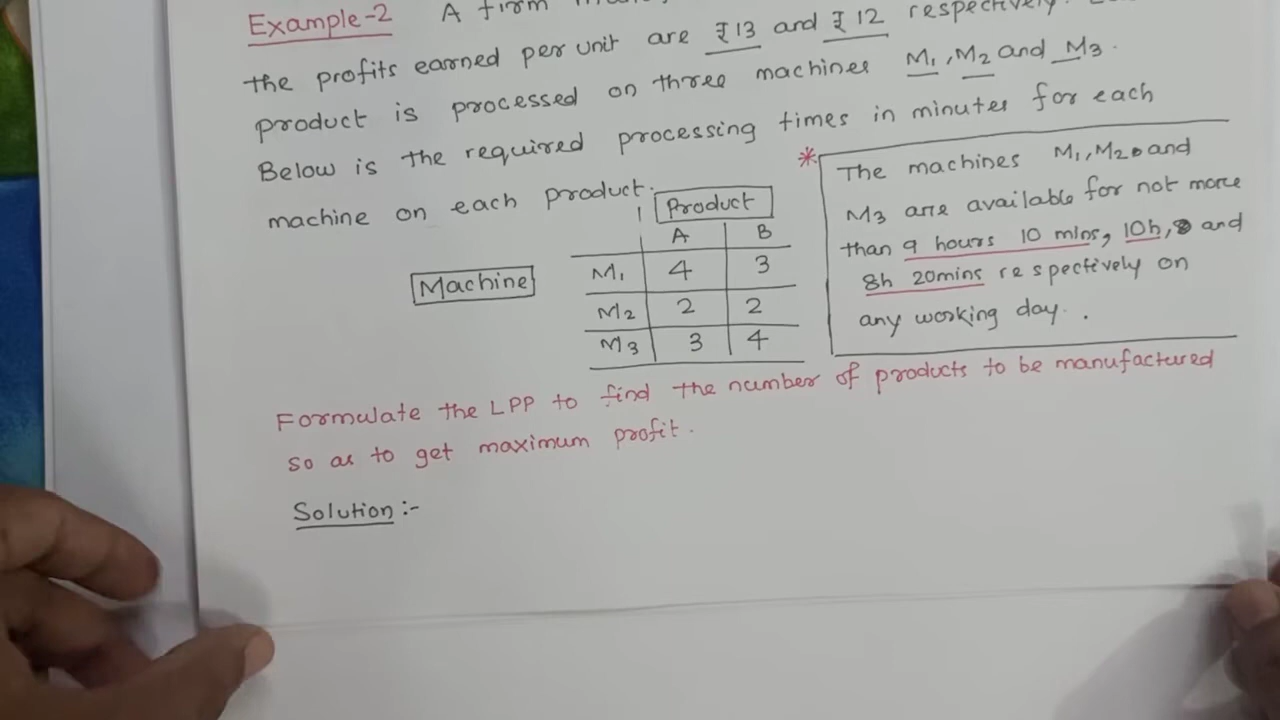 Example-2 A firm
the profits earned per unit are ₹13 and ₹12 respectively.
product is processed on three machines M₁, M₂ and M₃.
Below is the required processing times in minutes for each
machine on each product.
Product
A B
Machine
M₁ 4 3
M₂ 2 2
M₃ 3 4
* The machines M₁, M₂ and
M₃ are available for not more
than 9 hours 10 mins, 10h, and
8h 20mins respectively on
any working day.
Formulate the LPP to find the number of products to be manufactured
so as to get maximum profit.
Solution :-